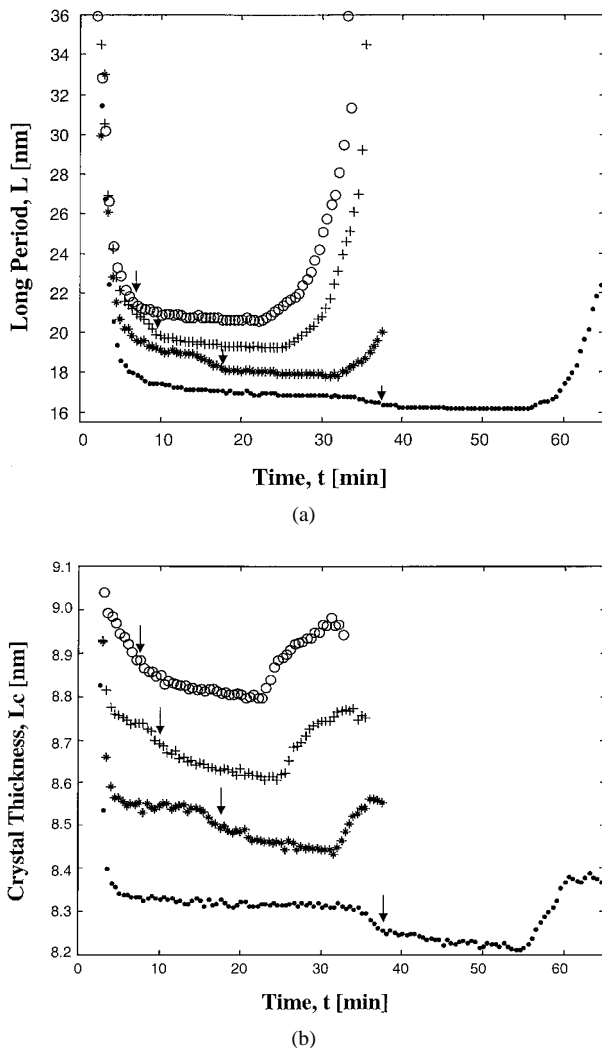 36
34
32
30
28
26
24
22
20
18
16
Long Period, L [nm]
0 10 20 30 40 50 60
Time, t [min]
(a)
9.1
9.0
8.9
8.8
8.7
8.6
8.5
8.4
8.3
8.2
Crystal Thickness, Lc [nm]
0 10 20 30 40 50 60
Time, t [min]
(b)